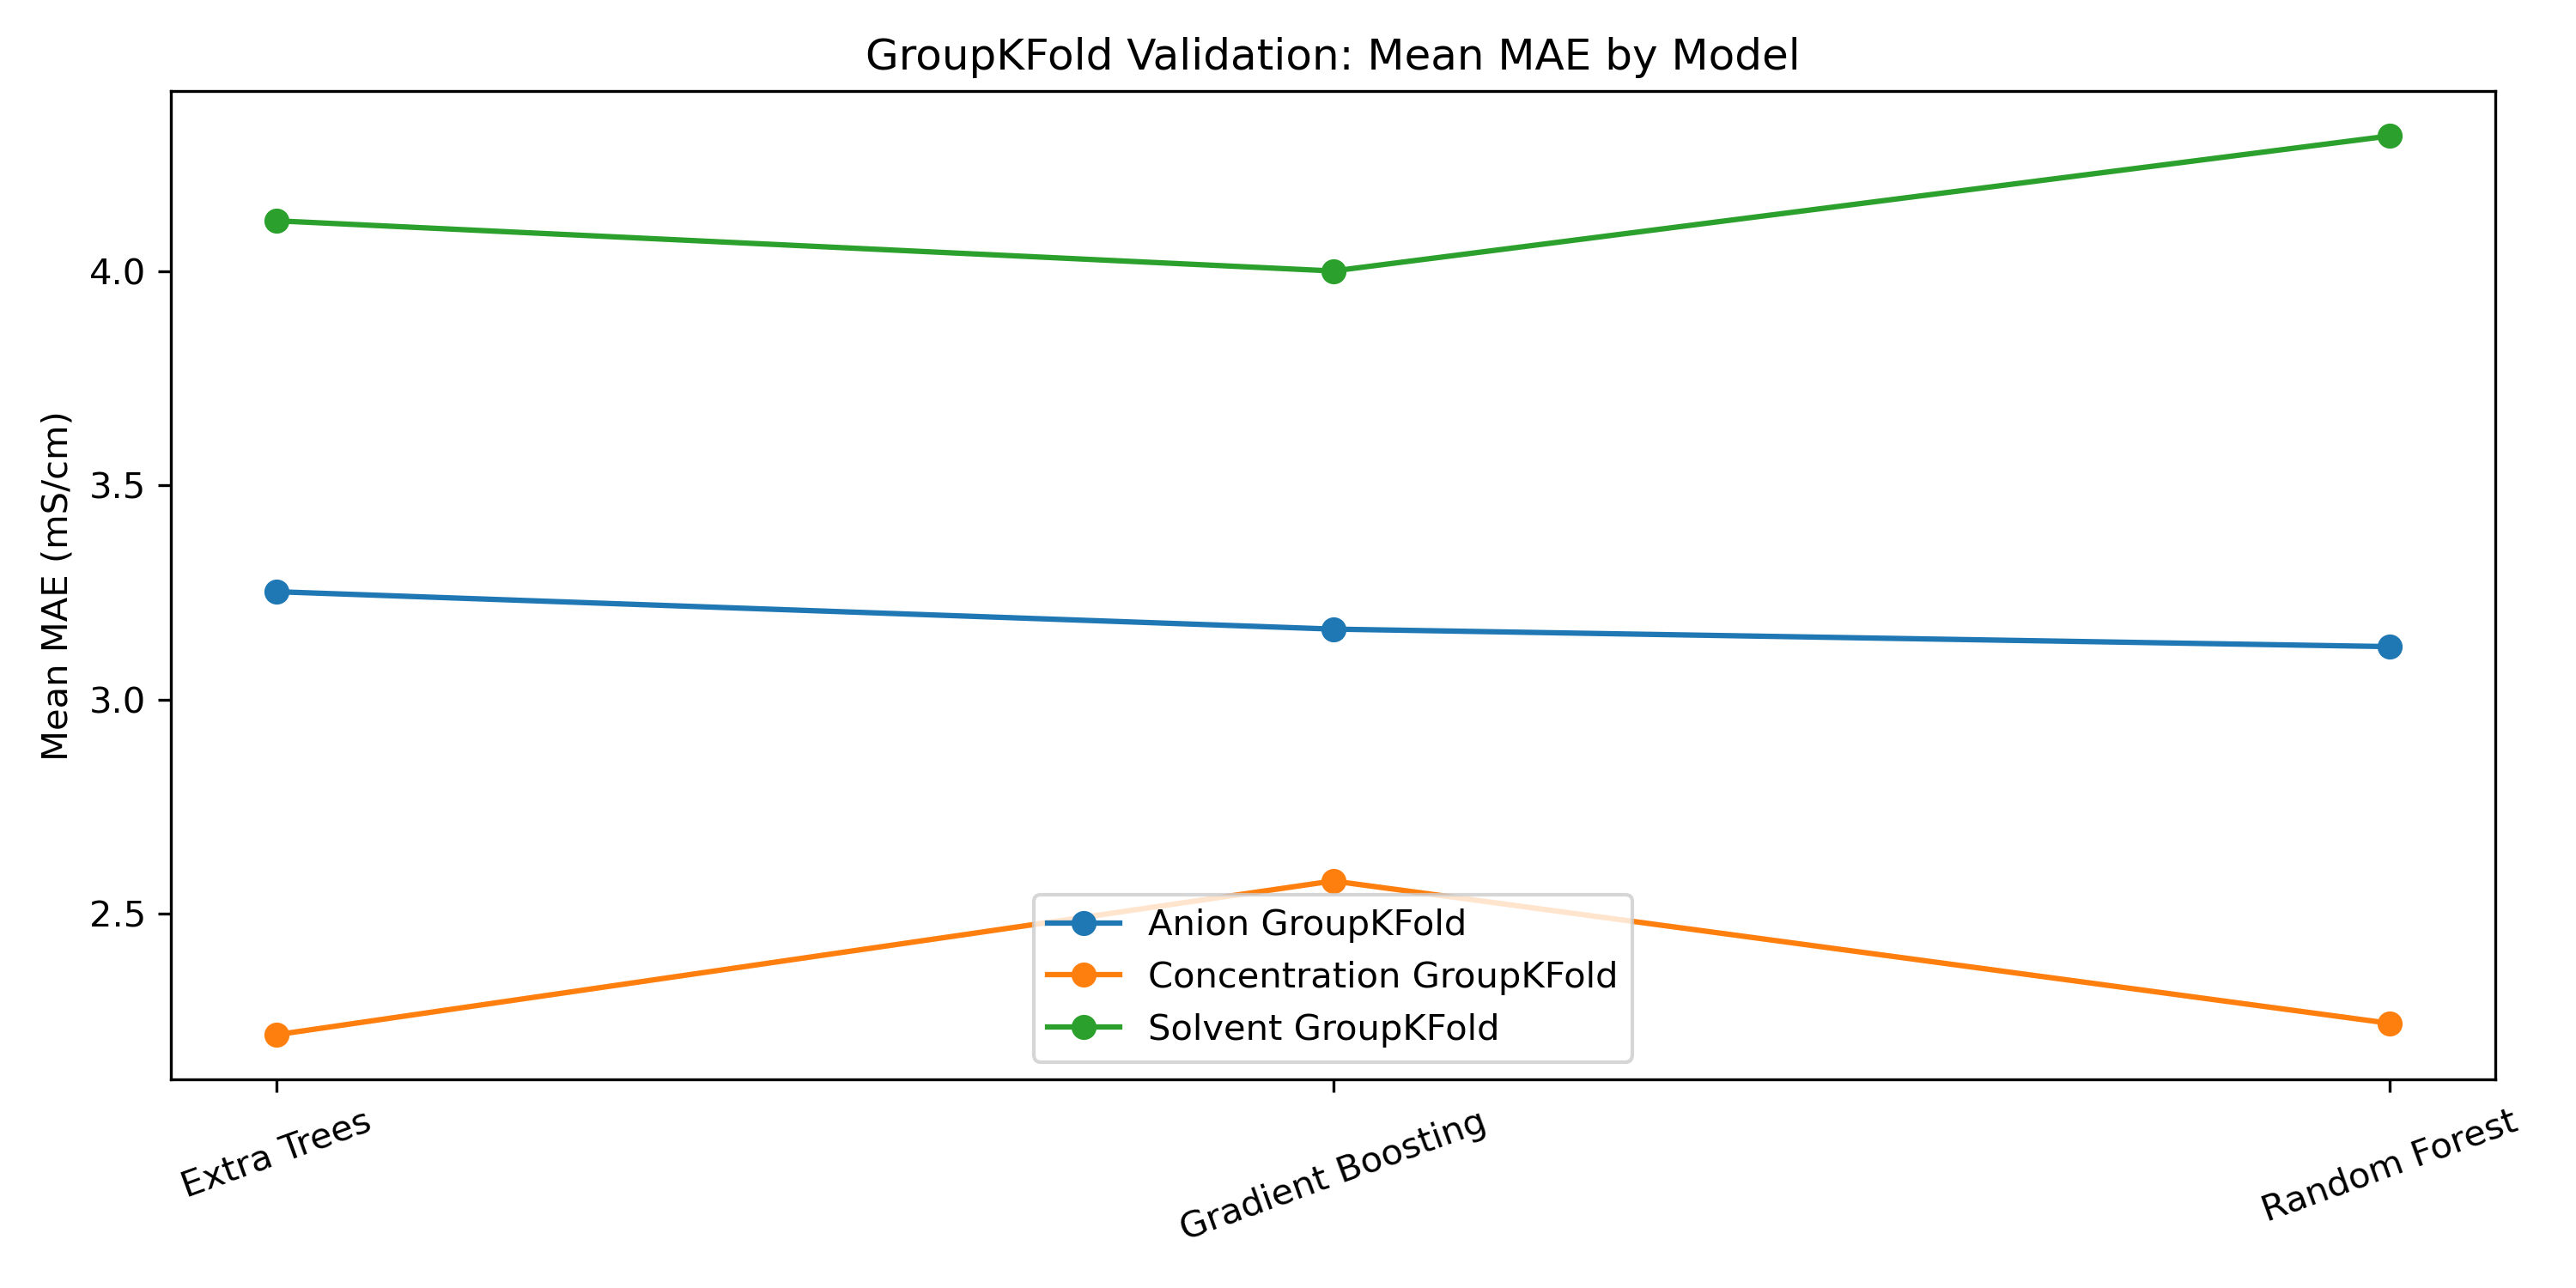 GroupKFold Validation: Mean MAE by Model
Mean MAE (mS/cm)
4.0
3.5
3.0
2.5
Anion GroupKFold
Concentration GroupKFold
Solvent GroupKFold
Extra Trees
Gradient Boosting
Random Forest